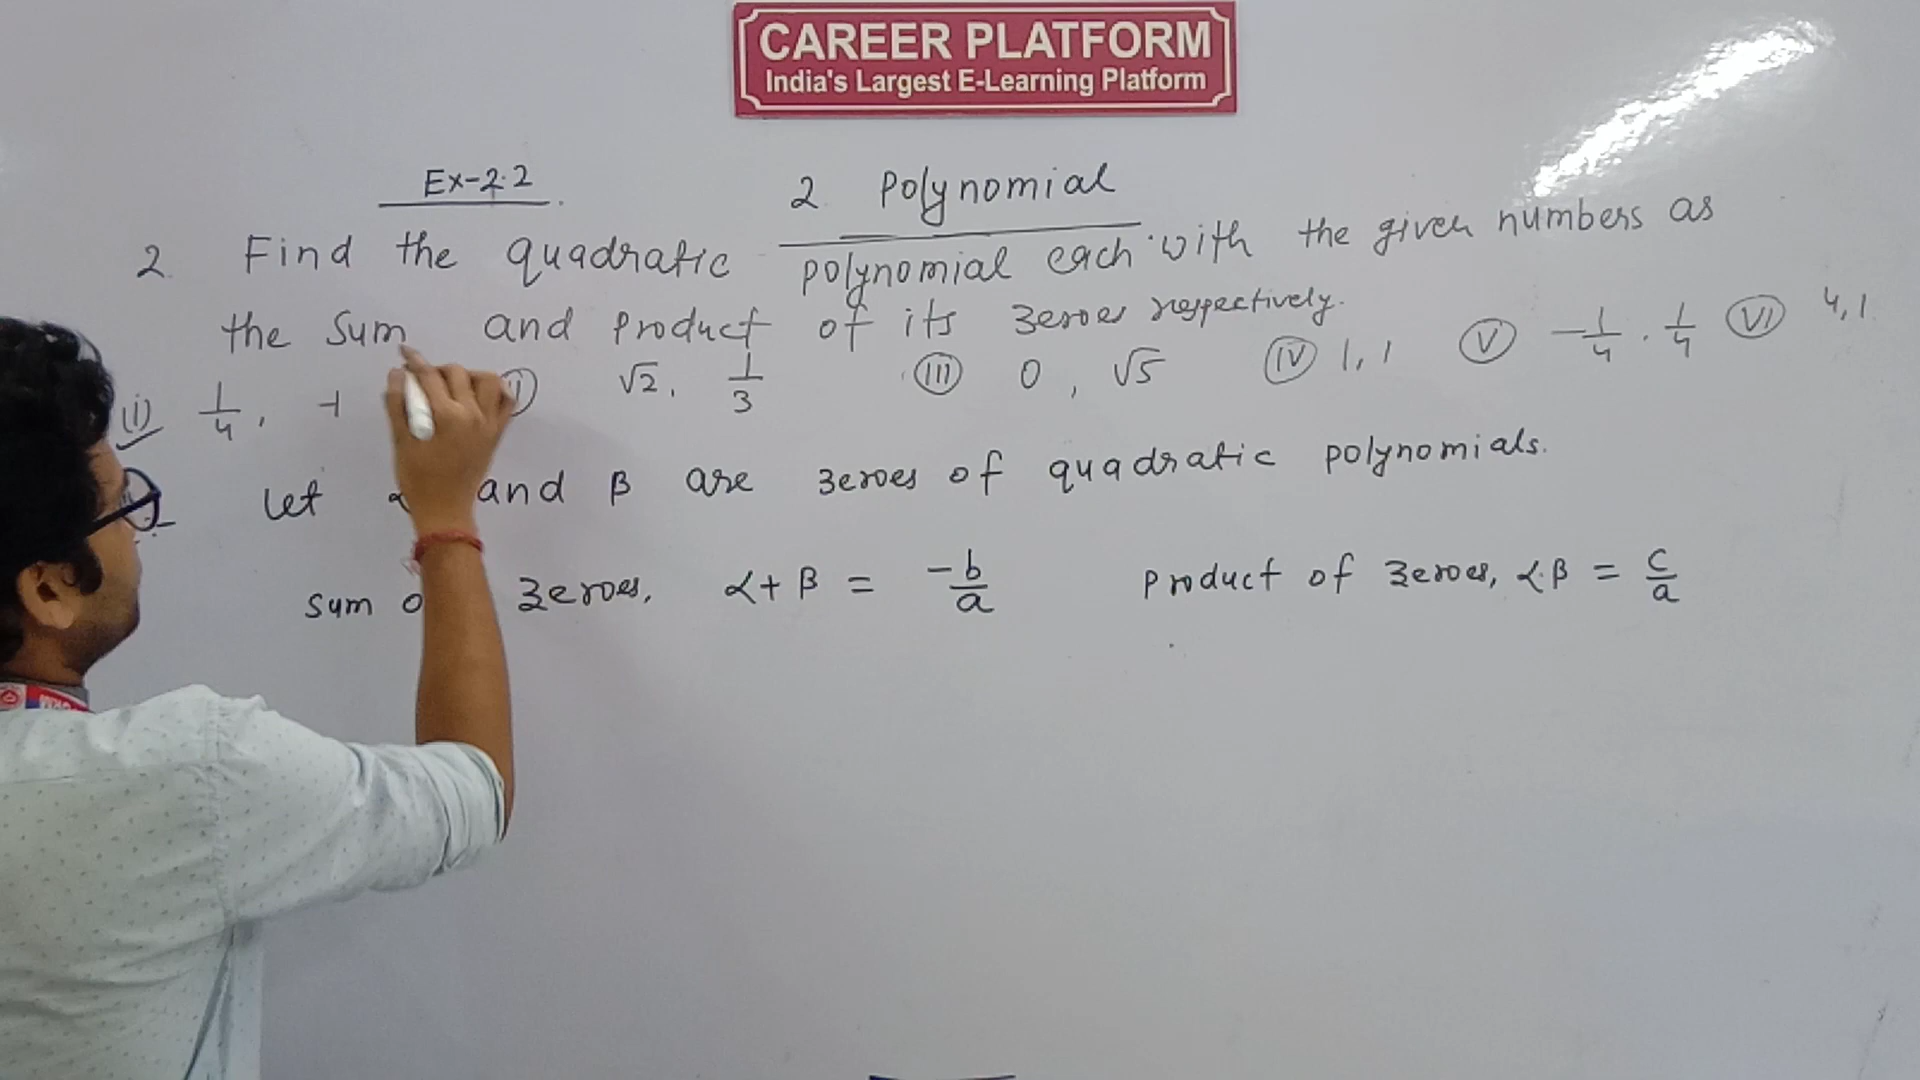 CAREER PLATFORM
India's Largest E-Learning Platform
Ex-2.2
2 Polynomial
2. Find the quadratic polynomial each with the given numbers as
the Sum and product of its zeroes respectively.
(i) 1/4, -1 √2, 1/3 (III) 0, √5 (IV) 1, 1 (V) -1/4, 1/4 (VI) 4, 1
Let α and β are zeroes of quadratic polynomials.
sum zeroes, α+β = -b/a product of zeroes, α.β = c/a